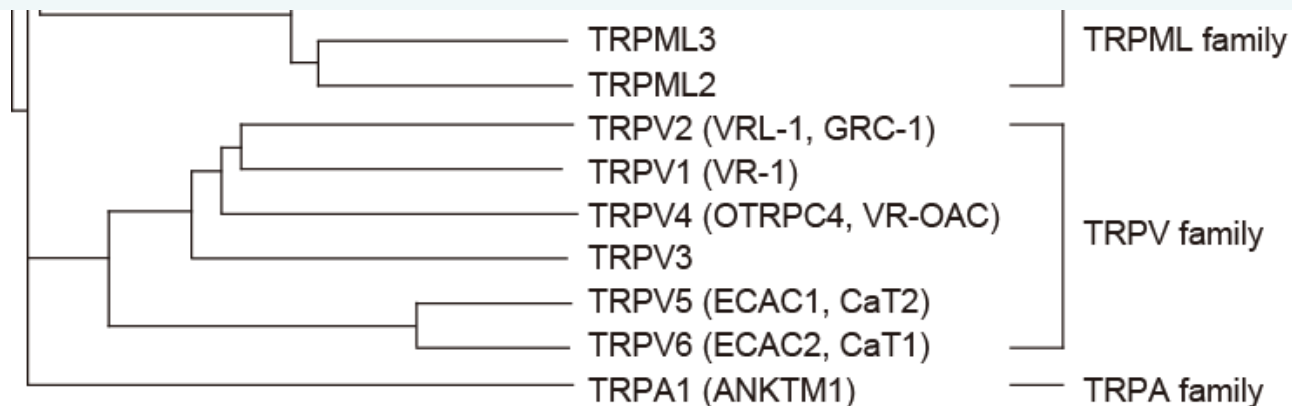 TRPML3
TRPML family
TRPML2
TRPV2 (VRL-1, GRC-1)
TRPV1 (VR-1)
TRPV4 (OTRPC4, VR-OAC)
TRPV family
TRPV3
TRPV5 (ECAC1, CaT2)
TRPV6 (ECAC2, CaT1)
TRPA1 (ANKTM1)
TRPA family